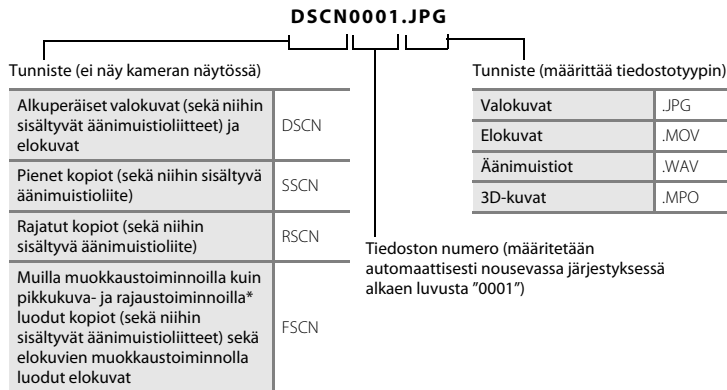 DSCN0001.JPG
Tunniste (ei näy kameran näytössä)
Alkuperäiset valokuvat (sekä niihin
sisältyvät äänimuistioliitteet) ja
elokuvat
DSCN
Pienet kopiot (sekä niihin sisältyvä
äänimuistioliite)
SSCN
Rajatut kopiot (sekä niihin
sisältyvä äänimuistioliite)
RSCN
Muilla muokkaustoiminnoilla kuin
pikkukuva- ja rajaustoiminnoilla*
luodut kopiot (sekä niihin
sisältyvät äänimuistioliitteet) sekä
elokuvien muokkaustoiminnolla
luodut elokuvat
FSCN
Tiedoston numero (määritetään
automaattisesti nousevassa järjestyksessä
alkaen luvusta ”0001”)
Tunniste (määrittää tiedostotyypin)
Valokuvat .JPG
Elokuvat .MOV
Äänimuistiot .WAV
3D-kuvat .MPO